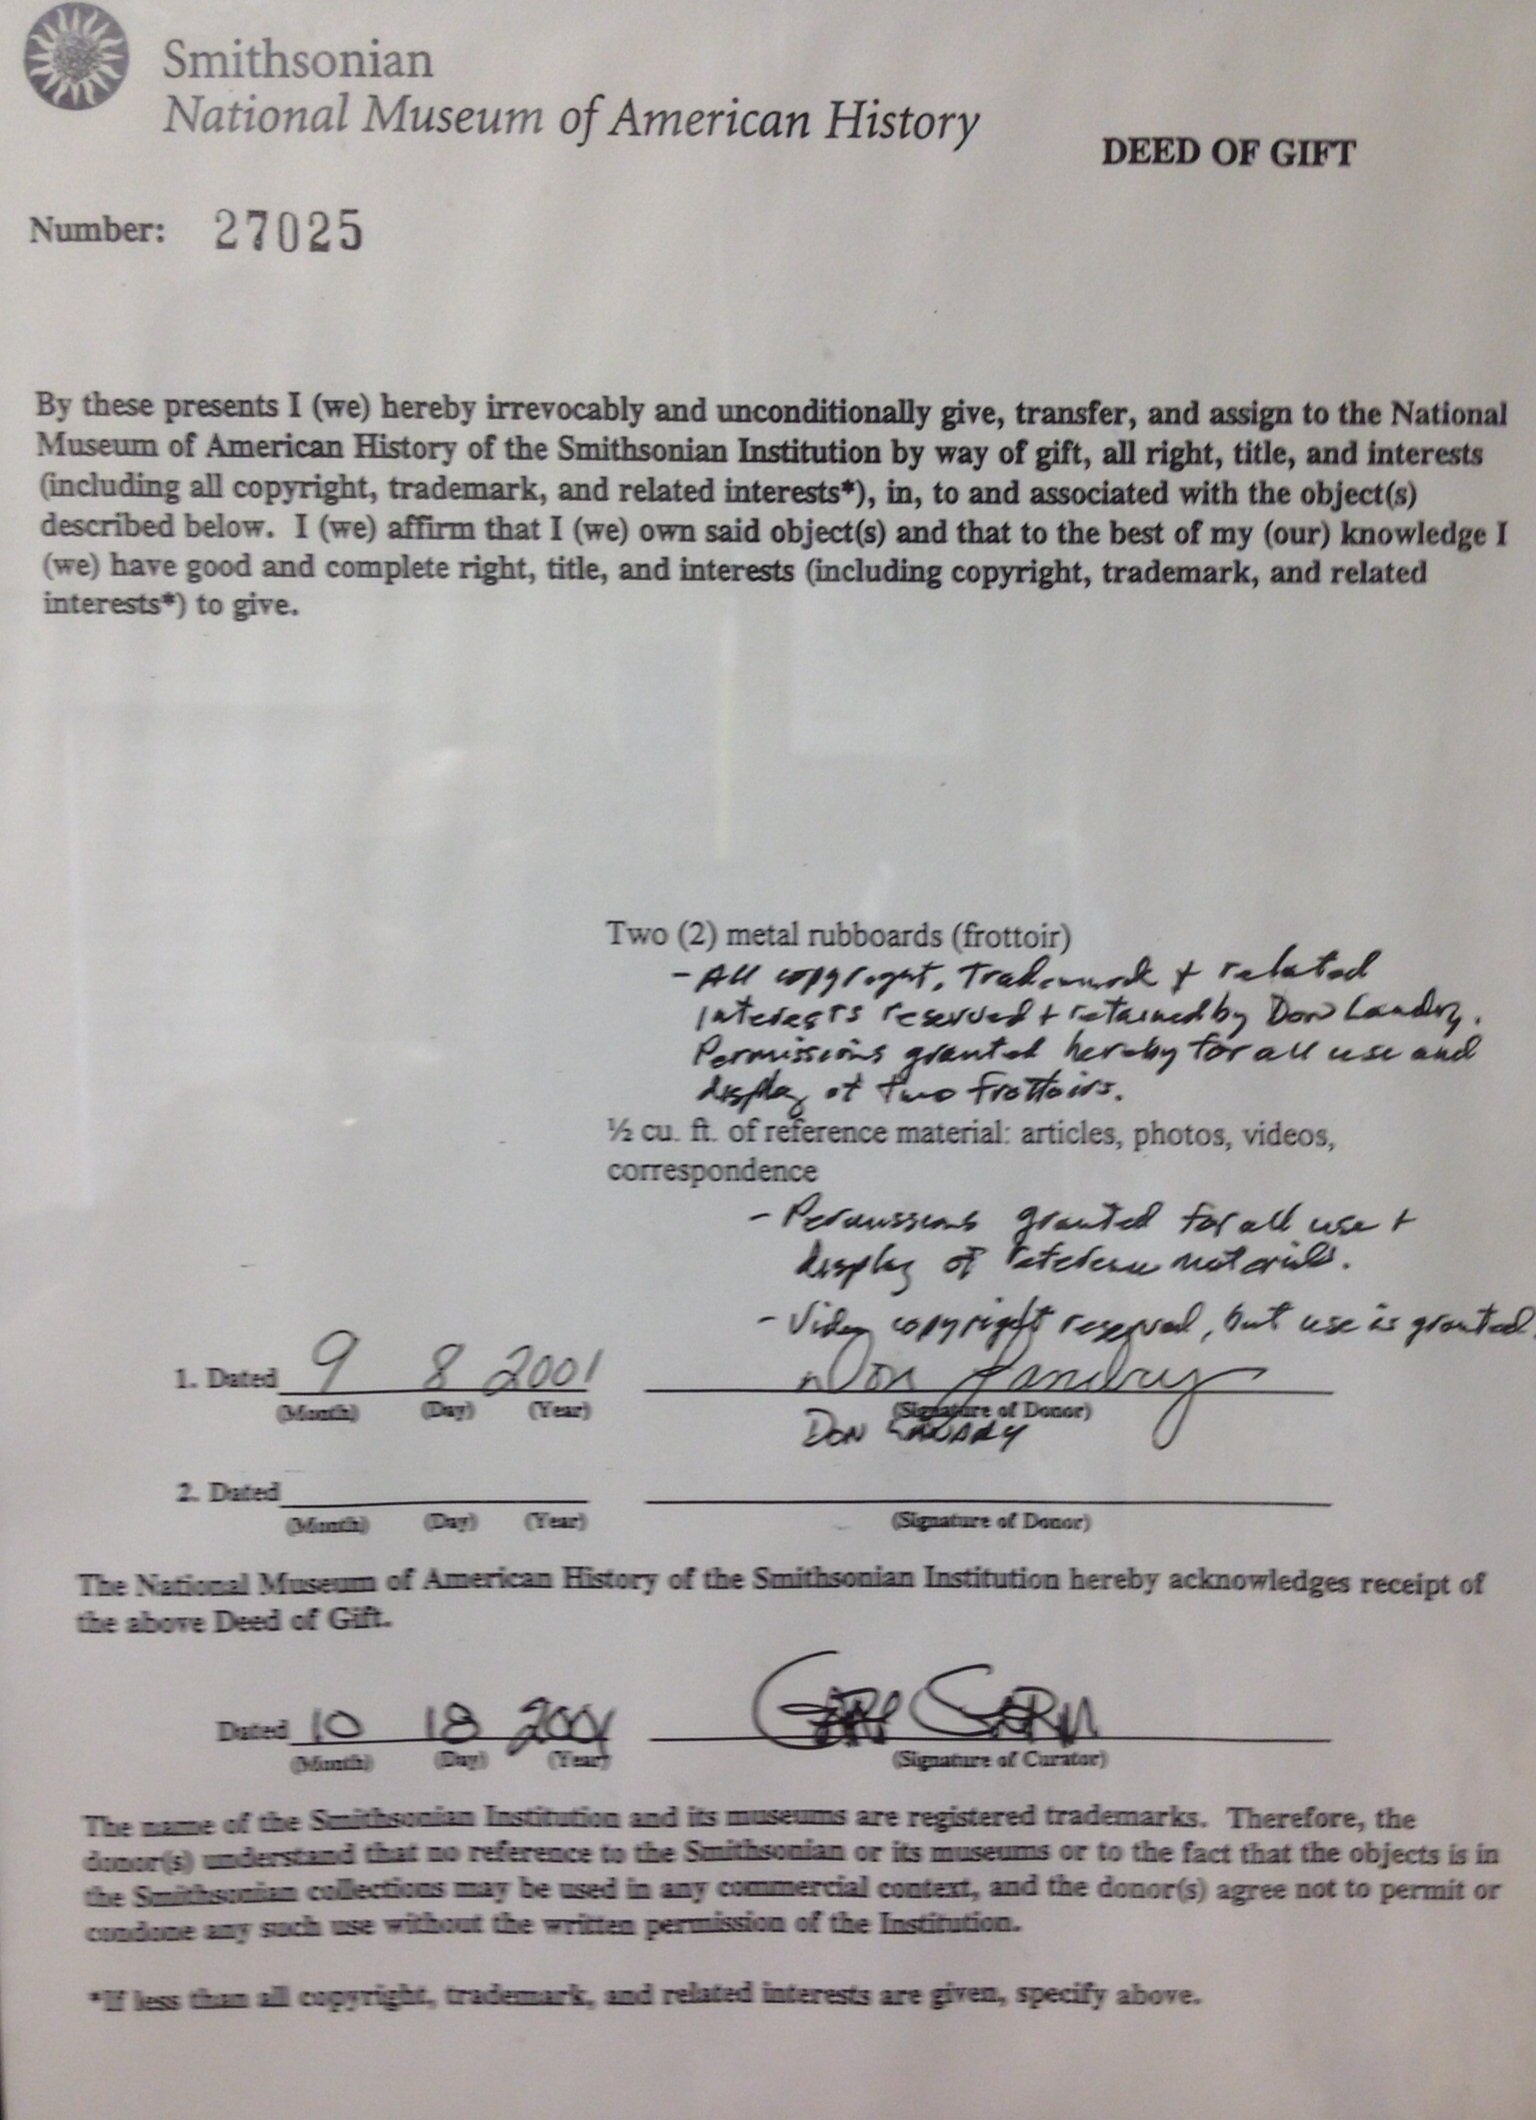 Smithsonian
National Museum of American History
DEED OF GIFT
Number: 27025
By these presents I (we) hereby irrevocably and unconditionally give, transfer, and assign to the National
Museum of American History of the Smithsonian Institution by way of gift, all right, title, and interests
(including all copyright, trademark, and related interests*), in, to and associated with the object(s)
described below. I (we) affirm that I (we) own said object(s) and that to the best of my (our) knowledge I
(we) have good and complete right, title, and interests (including copyright, trademark, and related
interests*) to give.
Two (2) metal rubboards (frottoir)
- All copyright, Trademark + related
interests reserved + retained by Don Landry.
Permissions granted hereby for all use and
display of two frottoirs.
½ cu. ft. of reference material: articles, photos, videos,
correspondence
- Permissions granted for all use +
display of reference materials.
- Video copyright reserved, but use is granted.
1. Dated 9 8 2001 Don Landry
(Month) (Day) (Year) (Signature of Donor)
DON LANDRY
2. Dated
(Month) (Day) (Year) (Signature of Donor)
The National Museum of American History of the Smithsonian Institution hereby acknowledges receipt of
the above Deed of Gift.
Dated 10 18 2001
(Month) (Day) (Year) (Signature of Curator)
The name of the Smithsonian Institution and its museums are registered trademarks. Therefore, the
donor(s) understand that no reference to the Smithsonian or its museums or to the fact that the objects is in
the Smithsonian collections may be used in any commercial context, and the donor(s) agree not to permit or
condone any such use without the written permission of the Institution.
*If less than all copyright, trademark, and related interests are given, specify above.